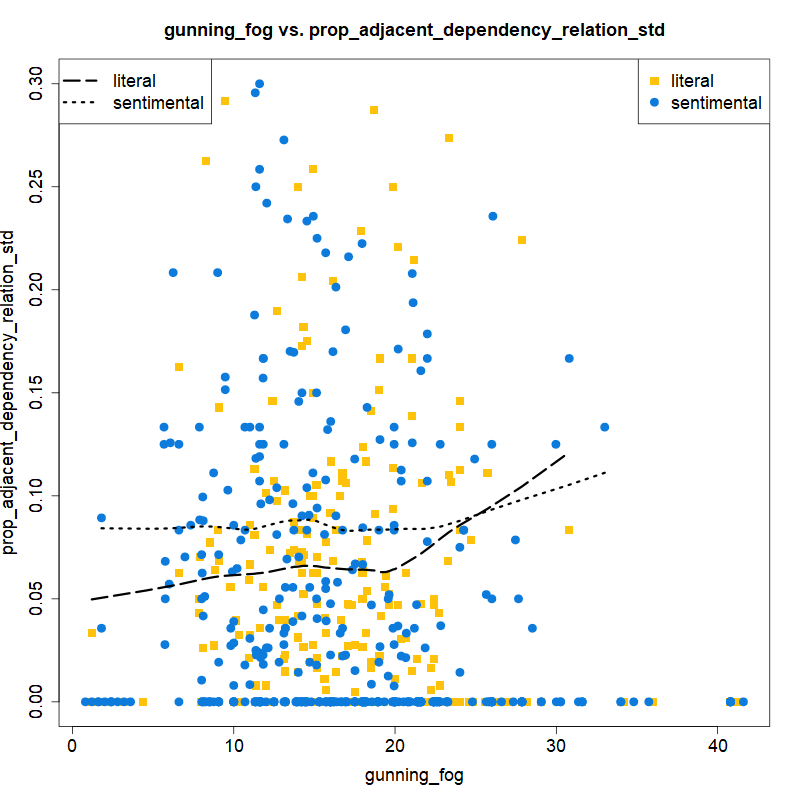 gunning_fog vs. prop_adjacent_dependency_relation_std
literal
sentimental
literal
sentimental
prop_adjacent_dependency_relation_std
0.30
0.25
0.20
0.15
0.10
0.05
0.00
0 10 20 30 40
gunning_fog